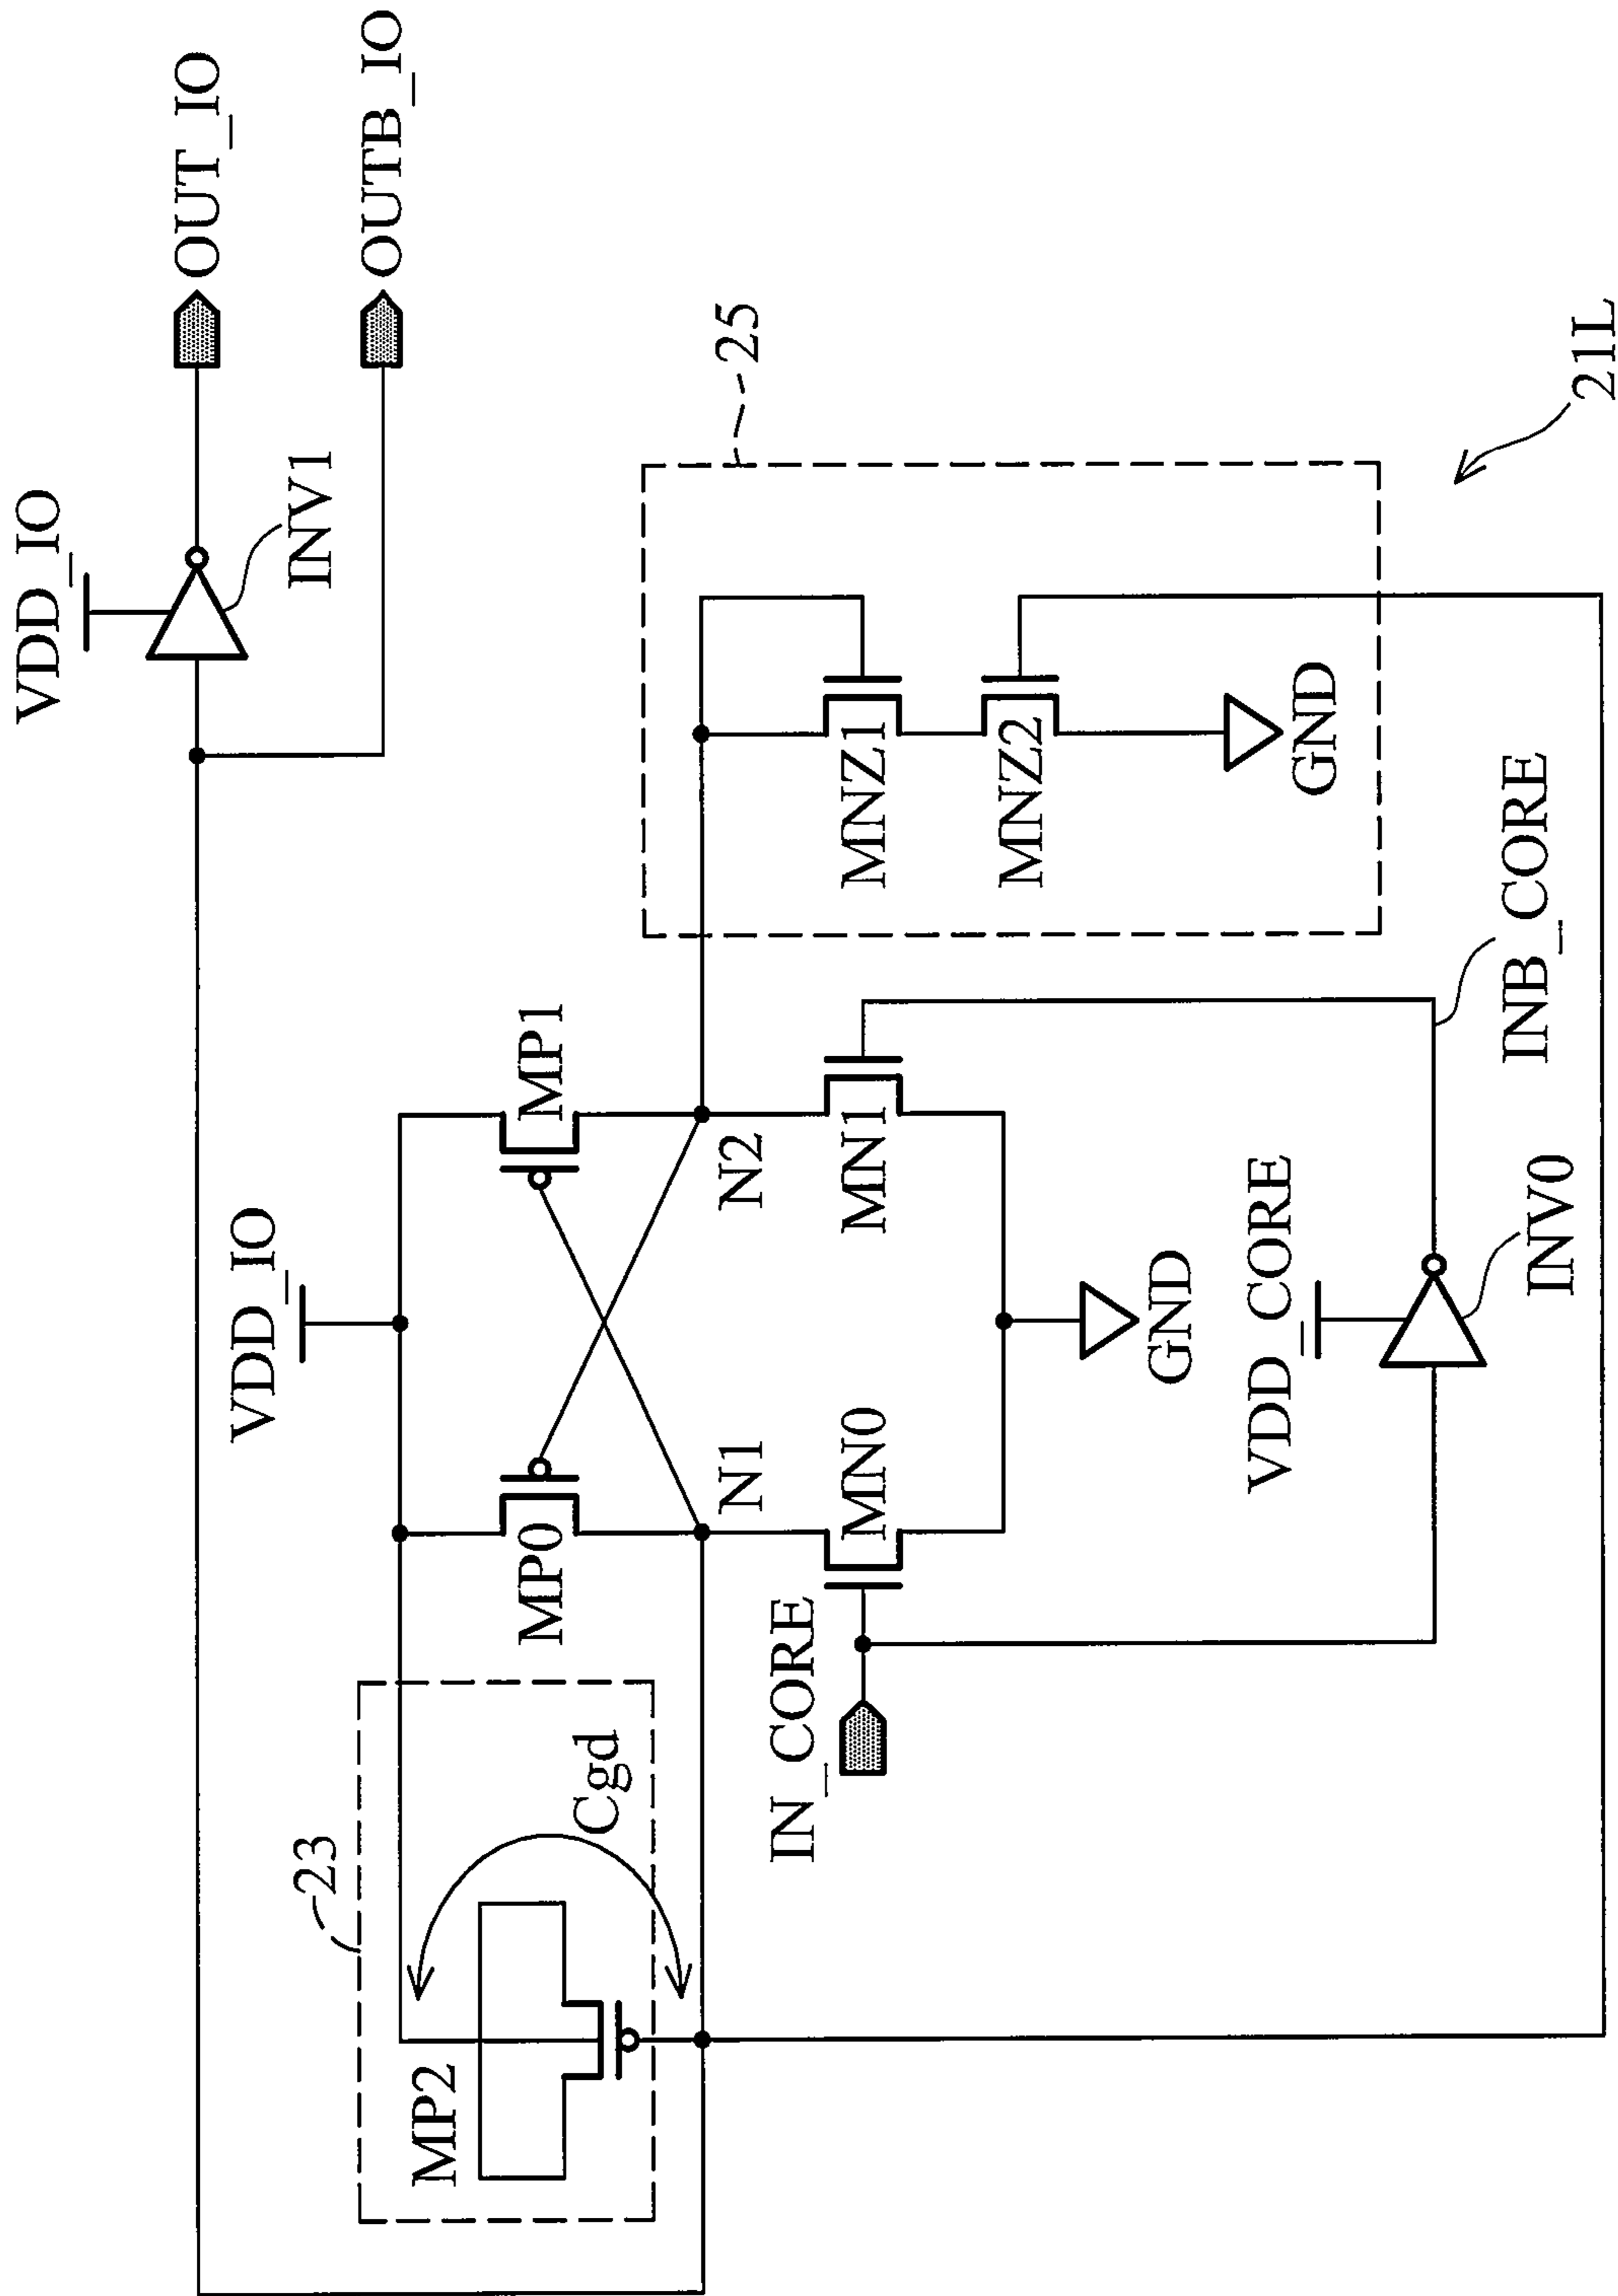 VDD_IO
OUT_IO
INV1
OUTB_IO
VDD_IO
23
MP2
Cgd
MP0
MP1
N1
N2
25
IN_CORE
MN0
MN1
MNZ1
MNZ2
GND
GND
VDD_CORE
INV0
INB_CORE
21L